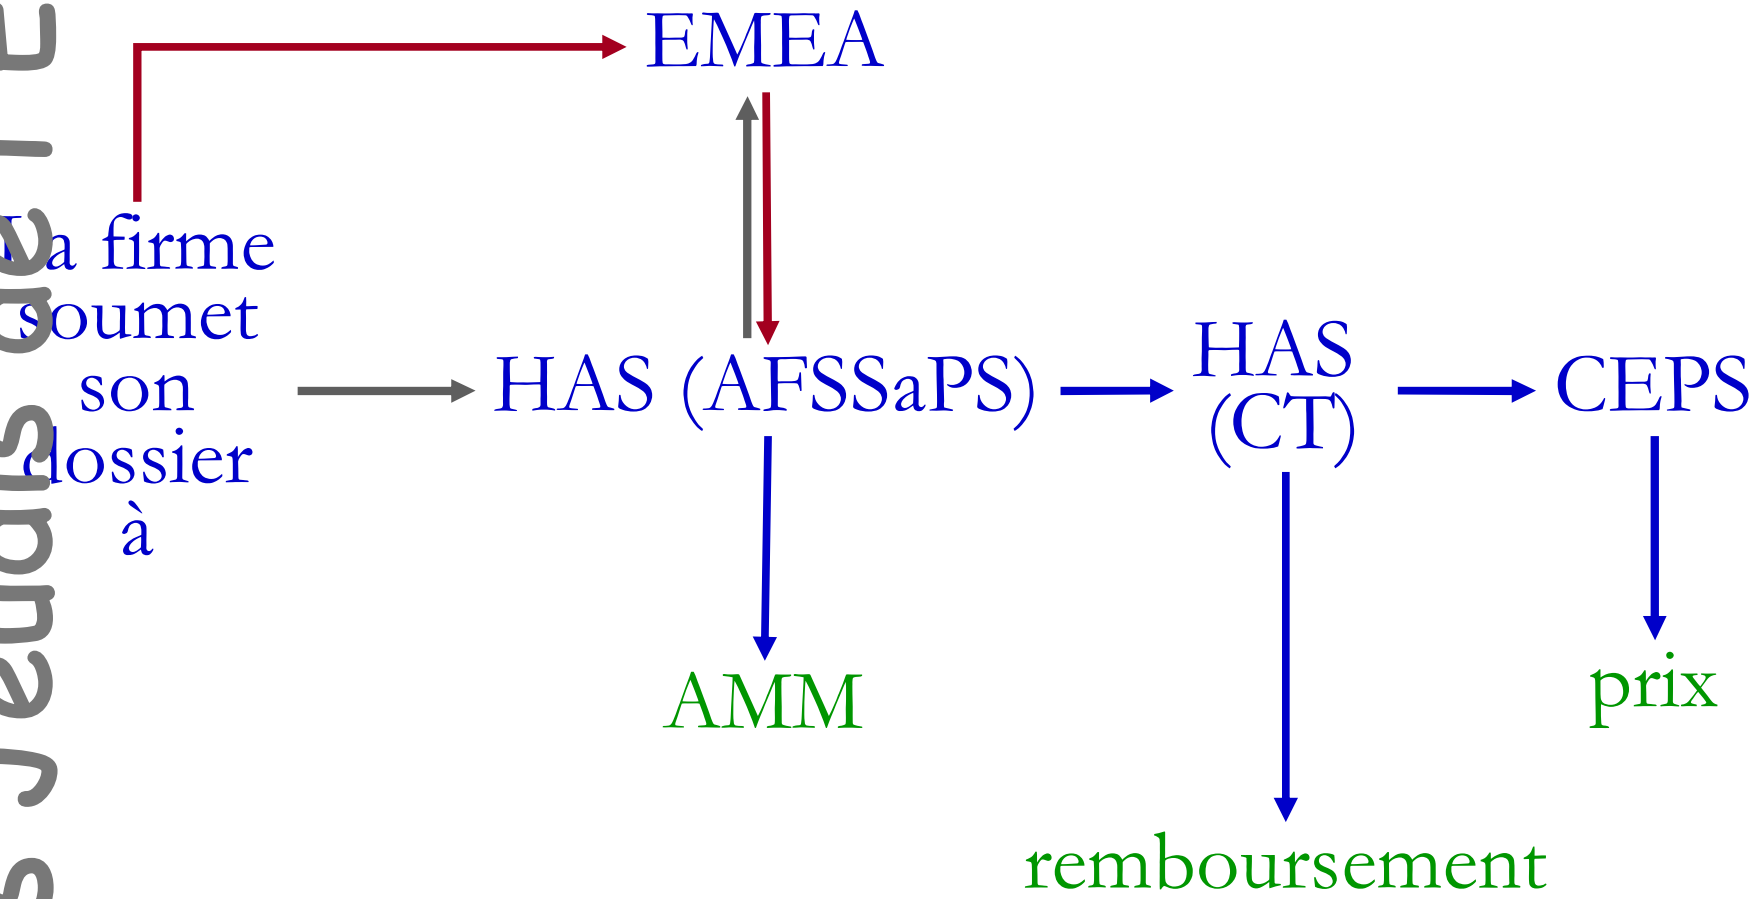 EMEA
La firme
soumet
son
dossier
à
HAS (AFSSaPS)
HAS
(CT)
CEPS
AMM
prix
remboursement